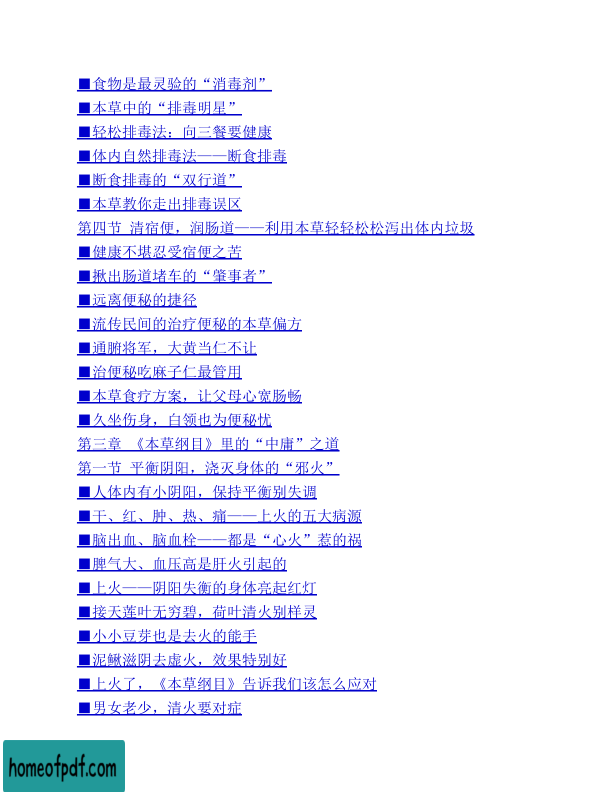 ■食物是最灵验的“消毒剂”
■本草中的“排毒明星”
■轻松排毒法：向三餐要健康
■体内自然排毒法——断食排毒
■断食排毒的“双行道”
■本草教你走出排毒误区
第四节 清宿便，润肠道——利用本草轻轻松松泻出体内垃圾
■健康不堪忍受宿便之苦
■揪出肠道堵车的“肇事者”
■远离便秘的捷径
■流传民间的治疗便秘的本草偏方
■通腑将军，大黄当仁不让
■治便秘吃麻子仁最管用
■本草食疗方案，让父母心宽肠畅
■久坐伤身，白领也为便秘忧
第三章 《本草纲目》里的“中庸”之道
第一节 平衡阴阳，浇灭身体的“邪火”
■人体内有小阴阳，保持平衡别失调
■干、红、肿、热、痛——上火的五大病源
■脑出血、脑血栓——都是“心火”惹的祸
■脾气大、血压高是肝火引起的
■上火——阴阳失衡的身体亮起红灯
■接天莲叶无穷碧，荷叶清火别样灵
■小小豆芽也是去火的能手
■泥鳅滋阴去虚火，效果特别好
■上火了，《本草纲目》告诉我们该怎么应对
■男女老少，清火要对症
homeofpdf.com